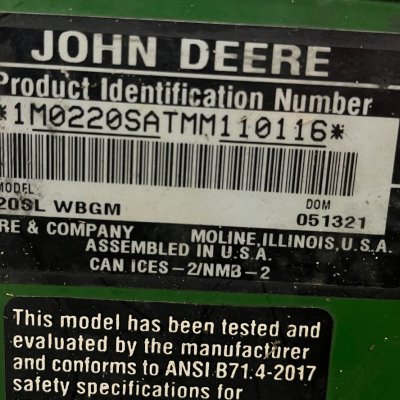 JOHN DEERE
Product Identification Number
*1M0220SATMM110116*
MODEL DOM
20SL WBGM 051321
RE & COMPANY MOLINE, ILLINOIS, U.S.A.
ASSEMBLED IN U.S.A.
CAN ICES-2/NMB-2
This model has been tested and
evaluated by the manufacturer
and conforms to ANSI B71.4-2017
safety specifications for